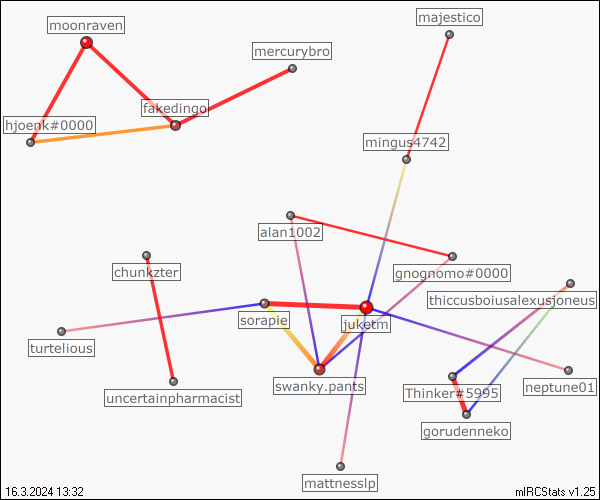 majestico
moonraven
mercurybro
fakedingo
hjoenk#0000
mingus4742
alan1002
chunkzter
gnognomo#0000
thiccusboiusalexusjoneus
sorapie
juketm
turtelious
swanky.pants
Thinker#5995
neptune01
uncertainpharmacist
gorudenneko
mattnesslp
16.3.2024 13:32
mIRCStats v1.25